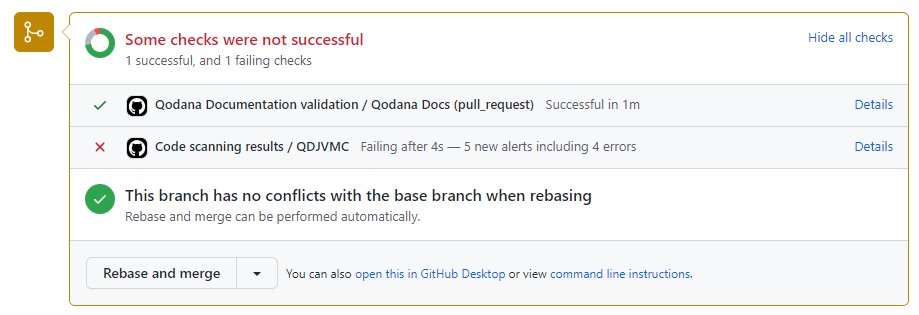 Some checks were not successful
Hide all checks
1 successful, and 1 failing checks
Qodana Documentation validation / Qodana Docs (pull_request) Successful in 1m
Details
Code scanning results / QDJVMC Failing after 4s — 5 new alerts including 4 errors
Details
This branch has no conflicts with the base branch when rebasing
Rebase and merge can be performed automatically.
Rebase and merge
You can also open this in GitHub Desktop or view command line instructions.